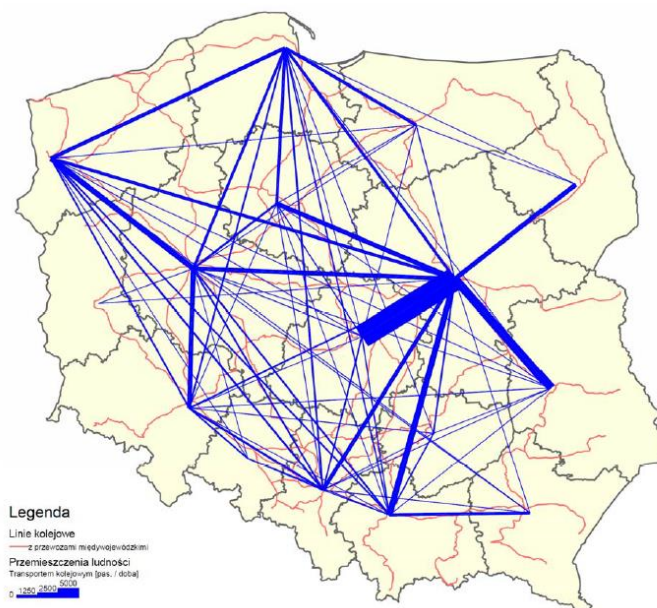 Legenda
Linie kolejowe
z przewozami międzywojewódzkimi
Przemieszczenia ludności
Transportem kolejowym [pas. / doba]
0 1250 2500 5000